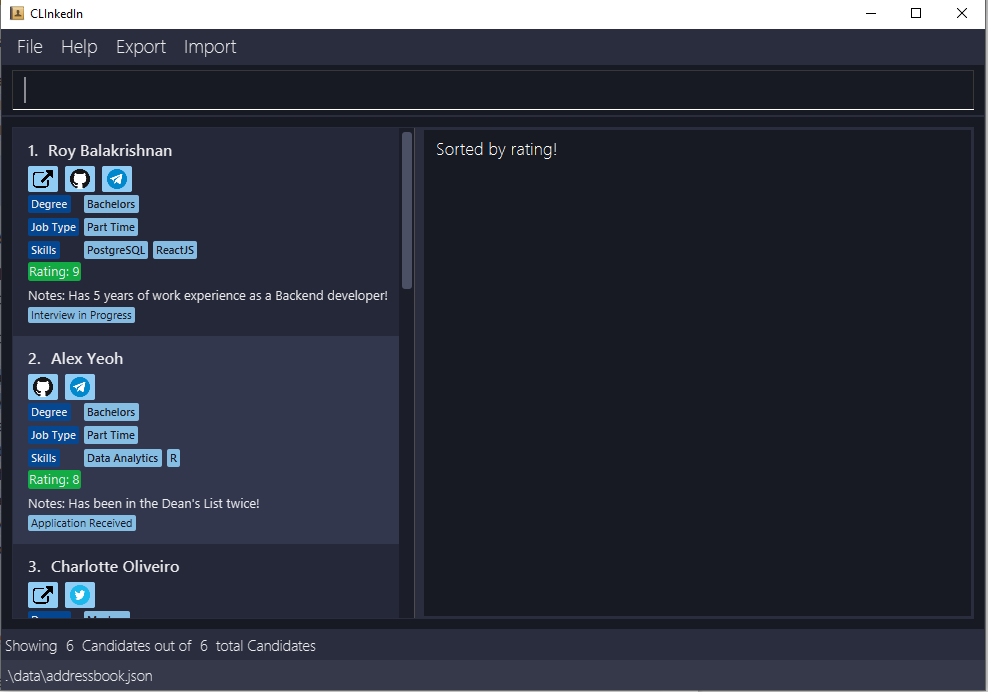 CLInkedIn
File Help Export Import
1. Roy Balakrishnan
Degree Bachelors
Job Type Part Time
Skills PostgreSQL ReactJS
Rating: 9
Notes: Has 5 years of work experience as a Backend developer!
Interview in Progress
2. Alex Yeoh
Degree Bachelors
Job Type Part Time
Skills Data Analytics R
Rating: 8
Notes: Has been in the Dean's List twice!
Application Received
3. Charlotte Oliveiro
Sorted by rating!
Showing 6 Candidates out of 6 total Candidates
.\data\addressbook.json